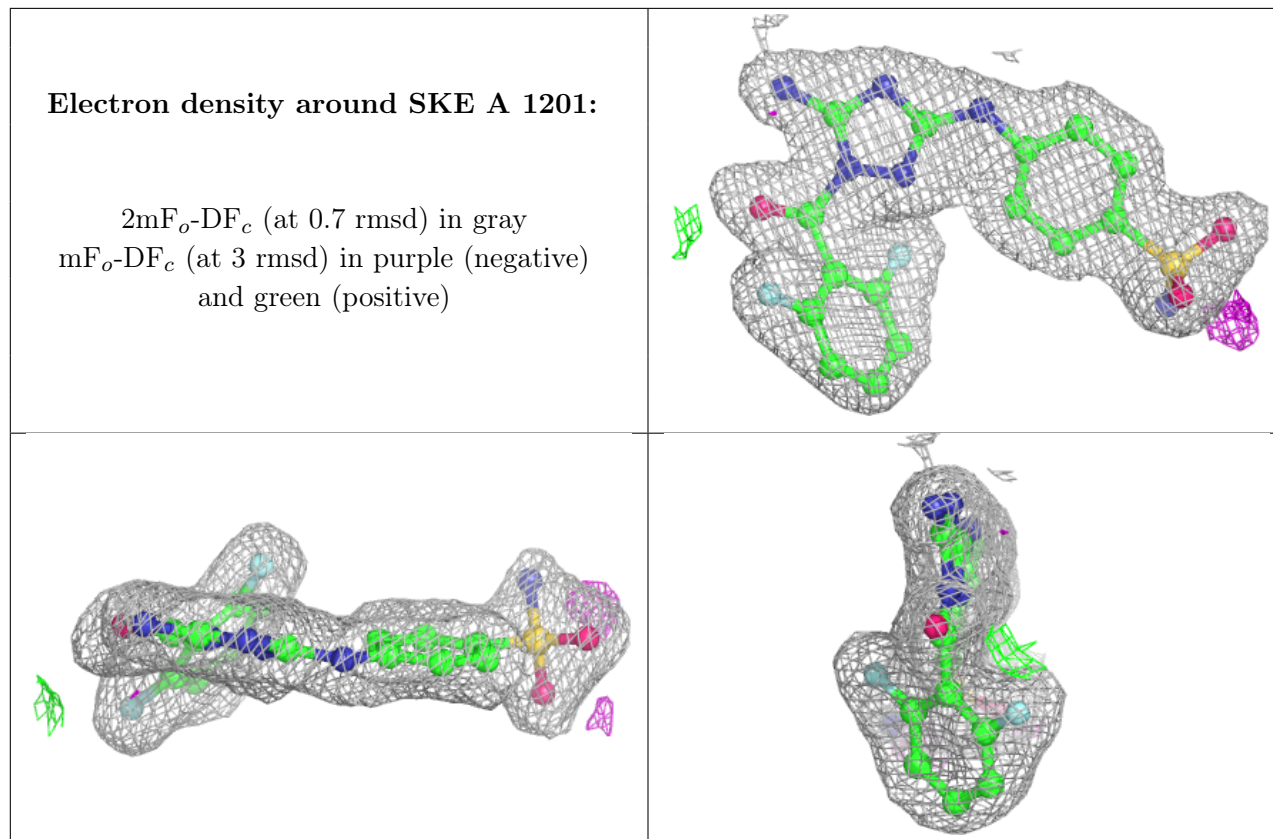 Electron density around SKE A 1201:
2mFo-DFc (at 0.7 rmsd) in gray
mFo-DFc (at 3 rmsd) in purple (negative)
and green (positive)